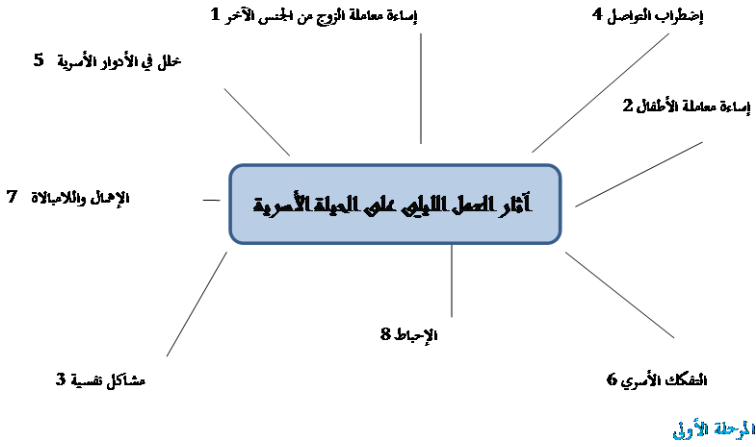 إساءة معاملة الزوج من الجنس الآخر 1
إضطراب التواصل 4
خلل في الأدوار الأسرية 5
إساءة معاملة الأطفال 2
آثار العمل الليلي على الحياة الأسرية
الإهمال واللامبالاة 7
الإحباط 8
مشاكل نفسية 3
التفكك الأسري 6
المرحلة الأولى